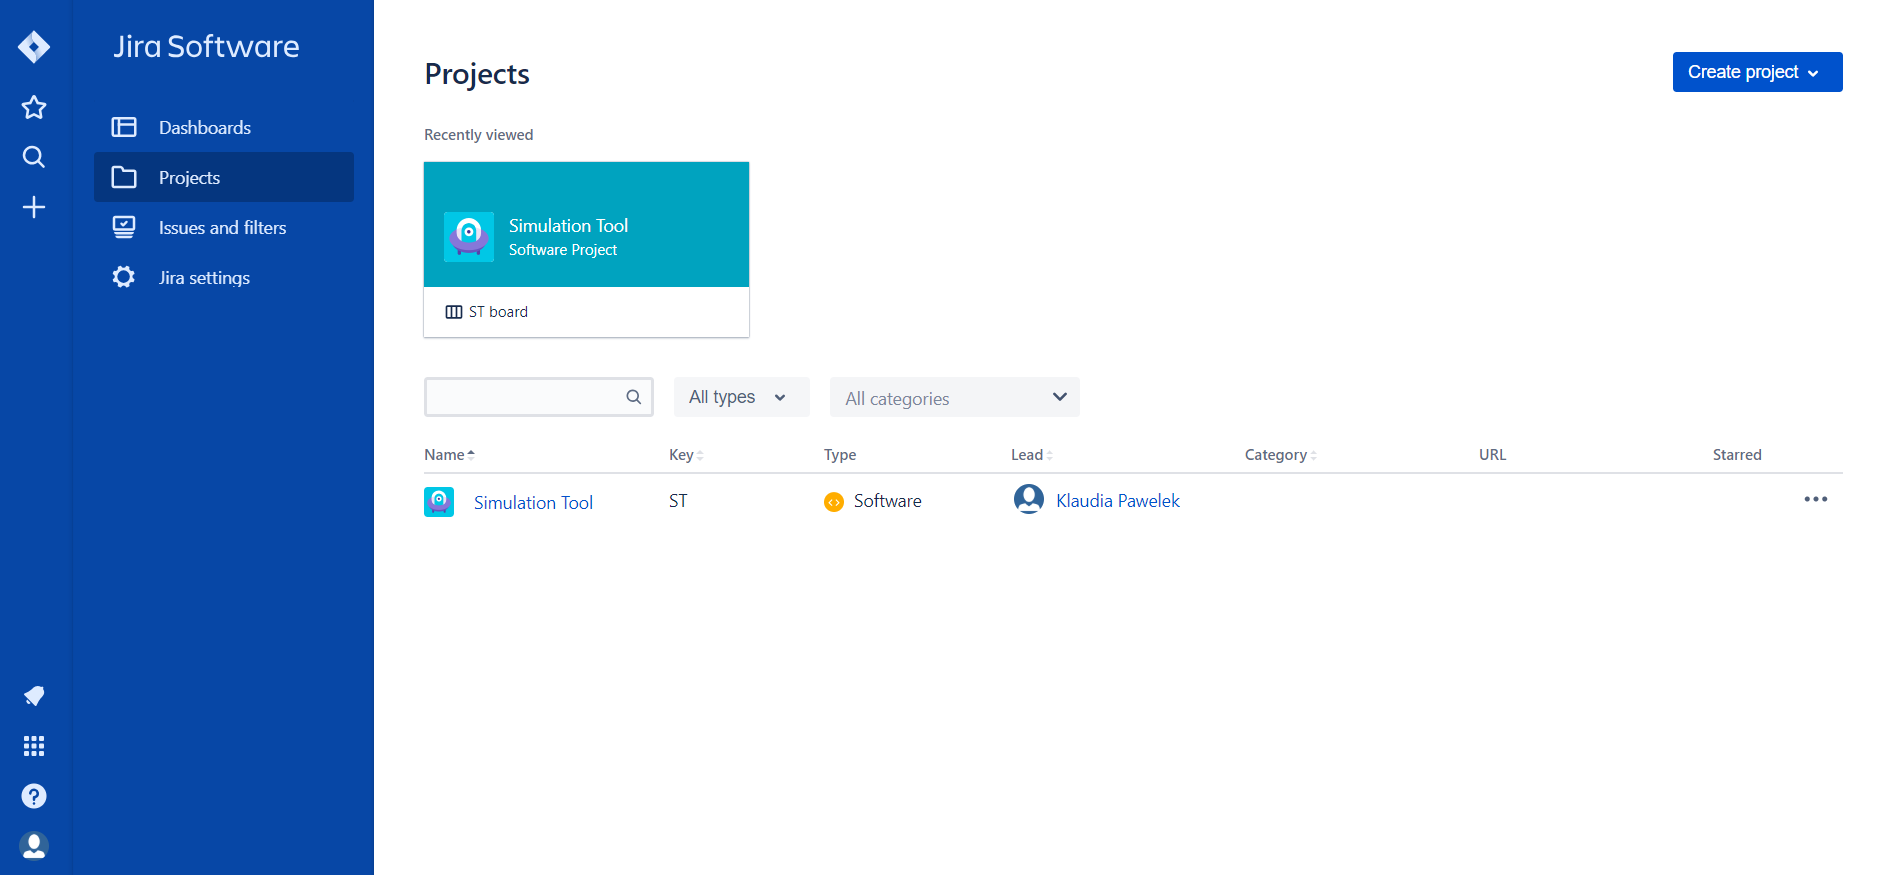 Jira Software
Dashboards
Projects
Issues and filters
Jira settings
Projects
Create project
Recently viewed
Simulation Tool
Software Project
ST board
All types
All categories
Name Key Type Lead Category URL Starred
Simulation Tool ST Software Klaudia Pawelek